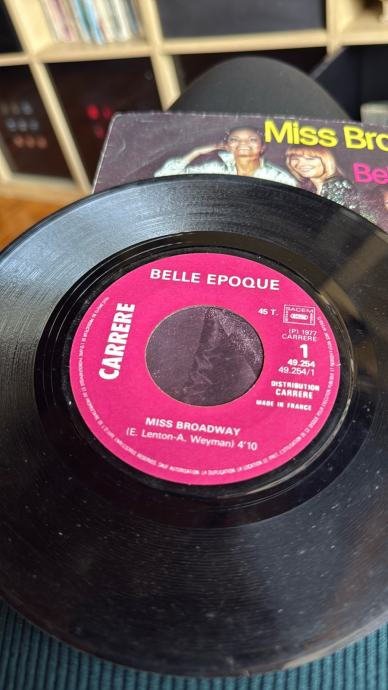 Miss Bro
Be
BELLE EPOQUE
CARRERE
45 T.
SACEM
(P) 1977
CARRERE
1
49.254
49.254/1
DISTRIBUTION
CARRERE
MADE IN FRANCE
MISS BROADWAY
(E. Lenton-A. Weyman) 4'10